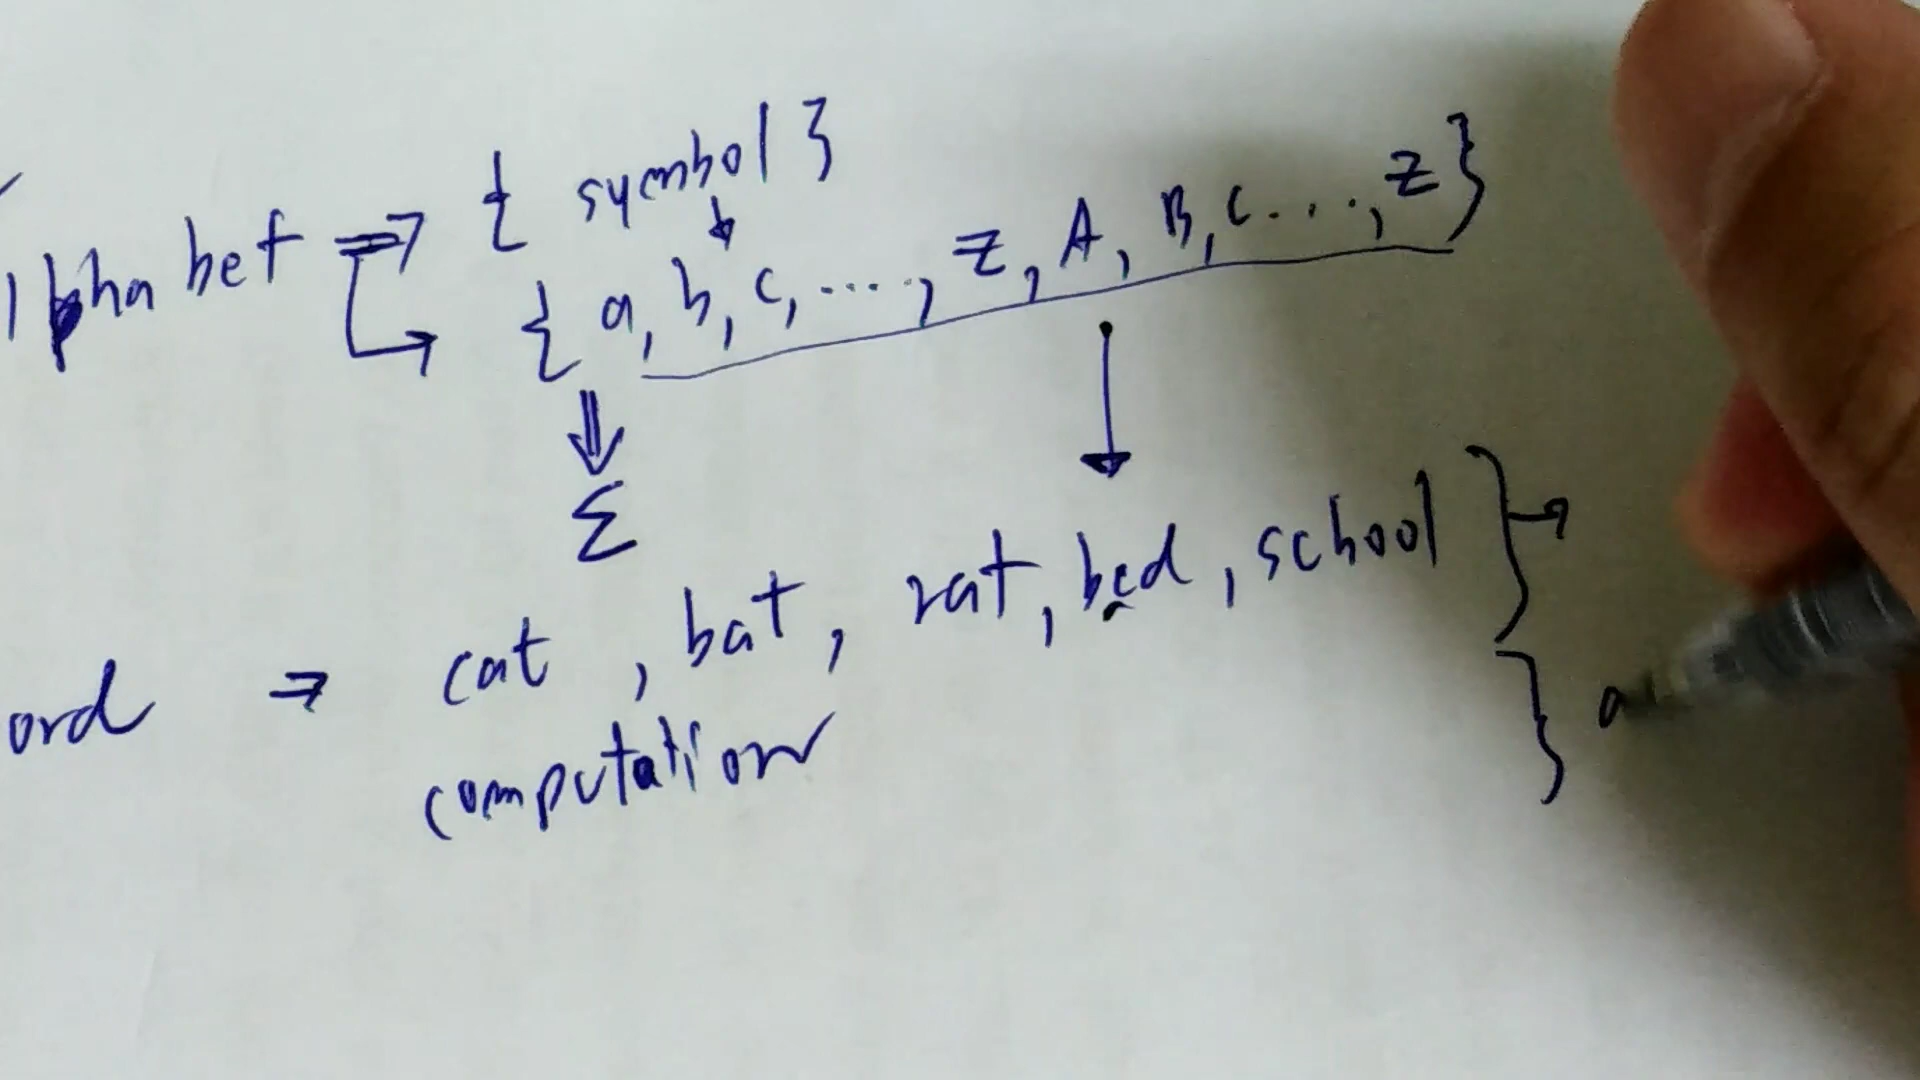 lphabet ⇒ { symbol }
{ a, b, c, ...., z, A, B, C...., Z }
Σ
ord ⇒ cat, bat, rat, bed, school
computation